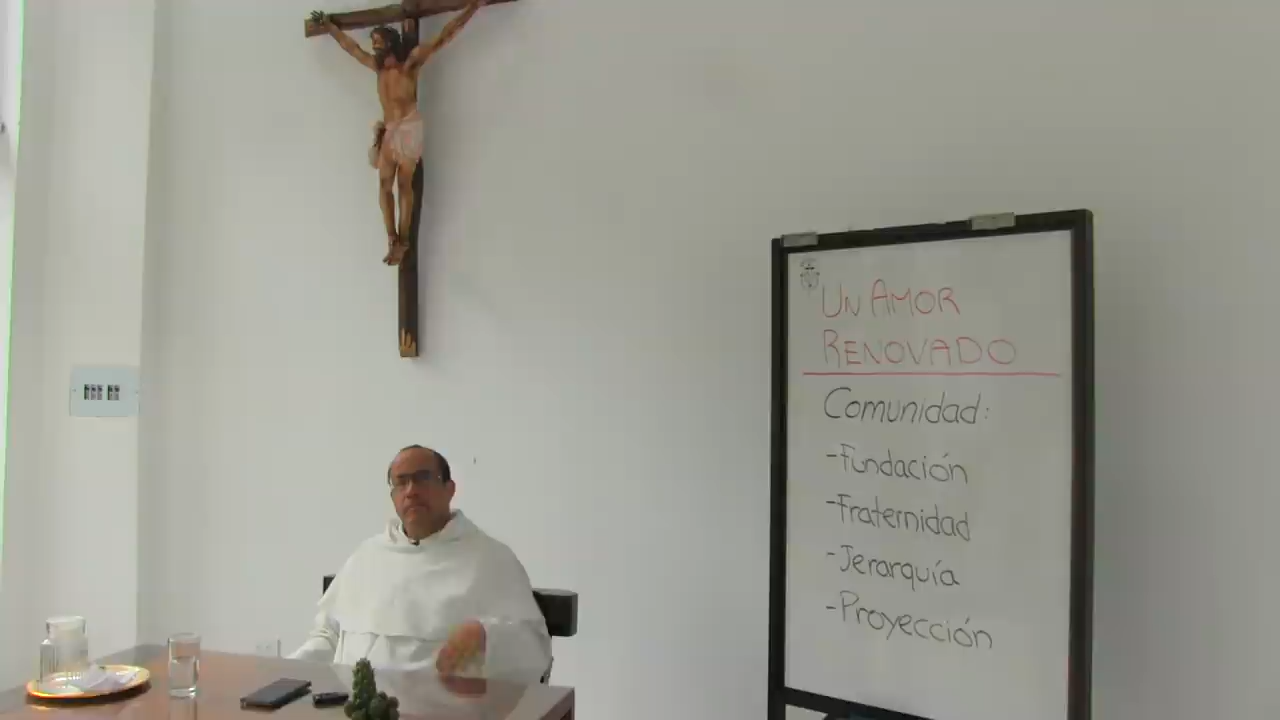 UN AMOR
RENOVADO
Comunidad:
-Fundación
-Fraternidad
-Jerarquía
-Proyección